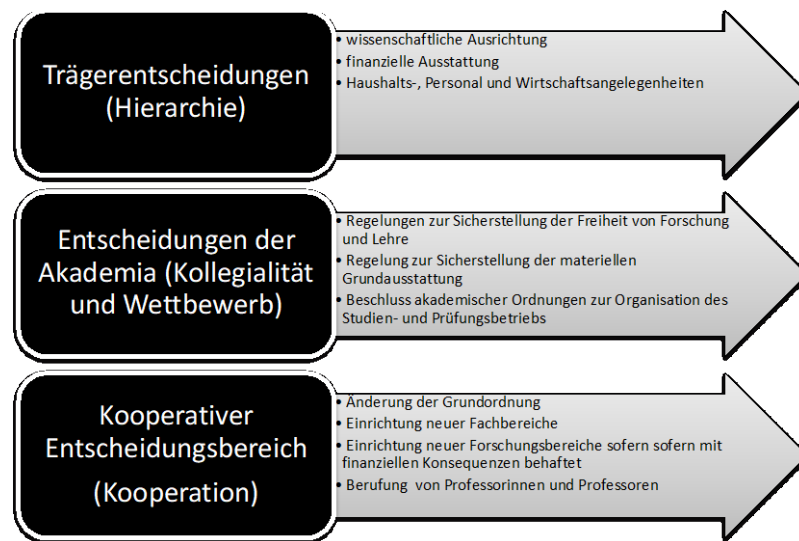 Trägerentscheidungen
(Hierarchie)
• wissenschaftliche Ausrichtung
• finanzielle Ausstattung
• Haushalts-, Personal und Wirtschaftsangelegenheiten
Entscheidungen der
Akademia (Kollegialität
und Wettbewerb)
• Regelungen zur Sicherstellung der Freiheit von Forschung
und Lehre
• Regelung zur Sicherstellung der materiellen
Grundausstattung
• Beschluss akademischer Ordnungen zur Organisation des
Studien- und Prüfungsbetriebs
Kooperativer
Entscheidungsbereich
(Kooperation)
• Änderung der Grundordnung
• Einrichtung neuer Fachbereiche
• Einrichtung neuer Forschungsbereiche sofern sofern mit
finanziellen Konsequenzen behaftet
• Berufung von Professorinnen und Professoren